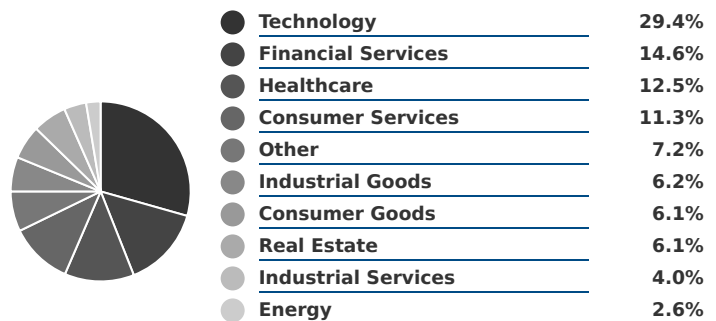 Technology 29.4%
Financial Services 14.6%
Healthcare 12.5%
Consumer Services 11.3%
Other 7.2%
Industrial Goods 6.2%
Consumer Goods 6.1%
Real Estate 6.1%
Industrial Services 4.0%
Energy 2.6%